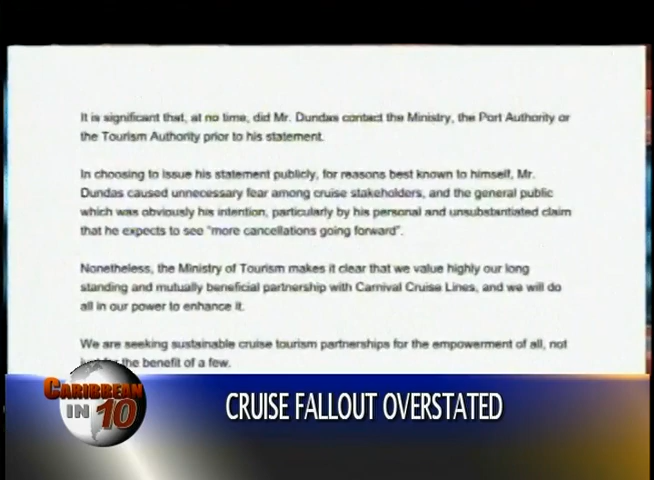 It is significant that, at no time, did Mr. Dundas contact the Ministry, the Port Authority or
the Tourism Authority prior to his statement.
In choosing to issue his statement publicly, for reasons best known to himself, Mr.
Dundas caused unnecessary fear among cruise stakeholders, and the general public
which was obviously his intention, particularly by his personal and unsubstantiated claim
that he expects to see "more cancellations going forward".
Nonetheless, the Ministry of Tourism makes it clear that we value highly our long
standing and mutually beneficial partnership with Carnival Cruise Lines, and we will do
all in our power to enhance it.
We are seeking sustainable cruise tourism partnerships for the empowerment of all, not
just for the benefit of a few.
CARIBBEAN
IN 10
CRUISE FALLOUT OVERSTATED